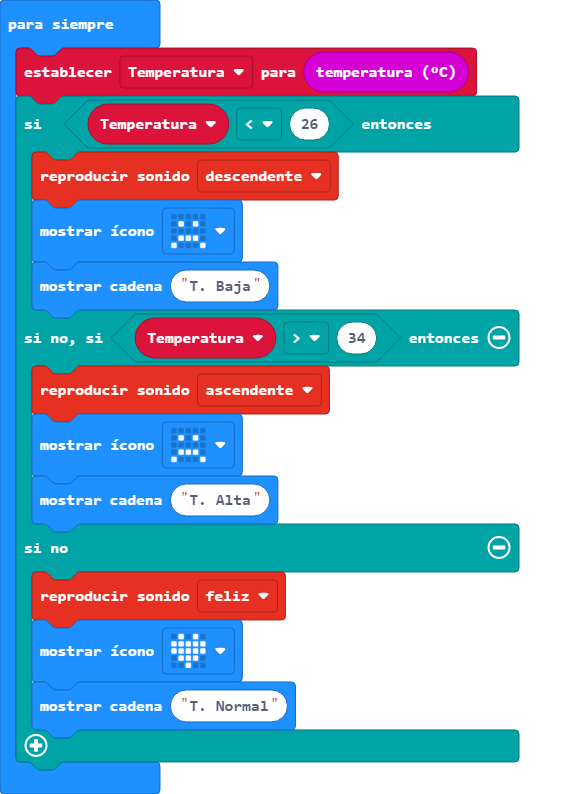 para siempre
establecer Temperatura para temperatura (ºC)
si Temperatura < 26 entonces
reproducir sonido descendente
mostrar ícono
mostrar cadena "T. Baja"
si no, si Temperatura > 34 entonces
reproducir sonido ascendente
mostrar ícono
mostrar cadena "T. Alta"
si no
reproducir sonido feliz
mostrar ícono
mostrar cadena "T. Normal"